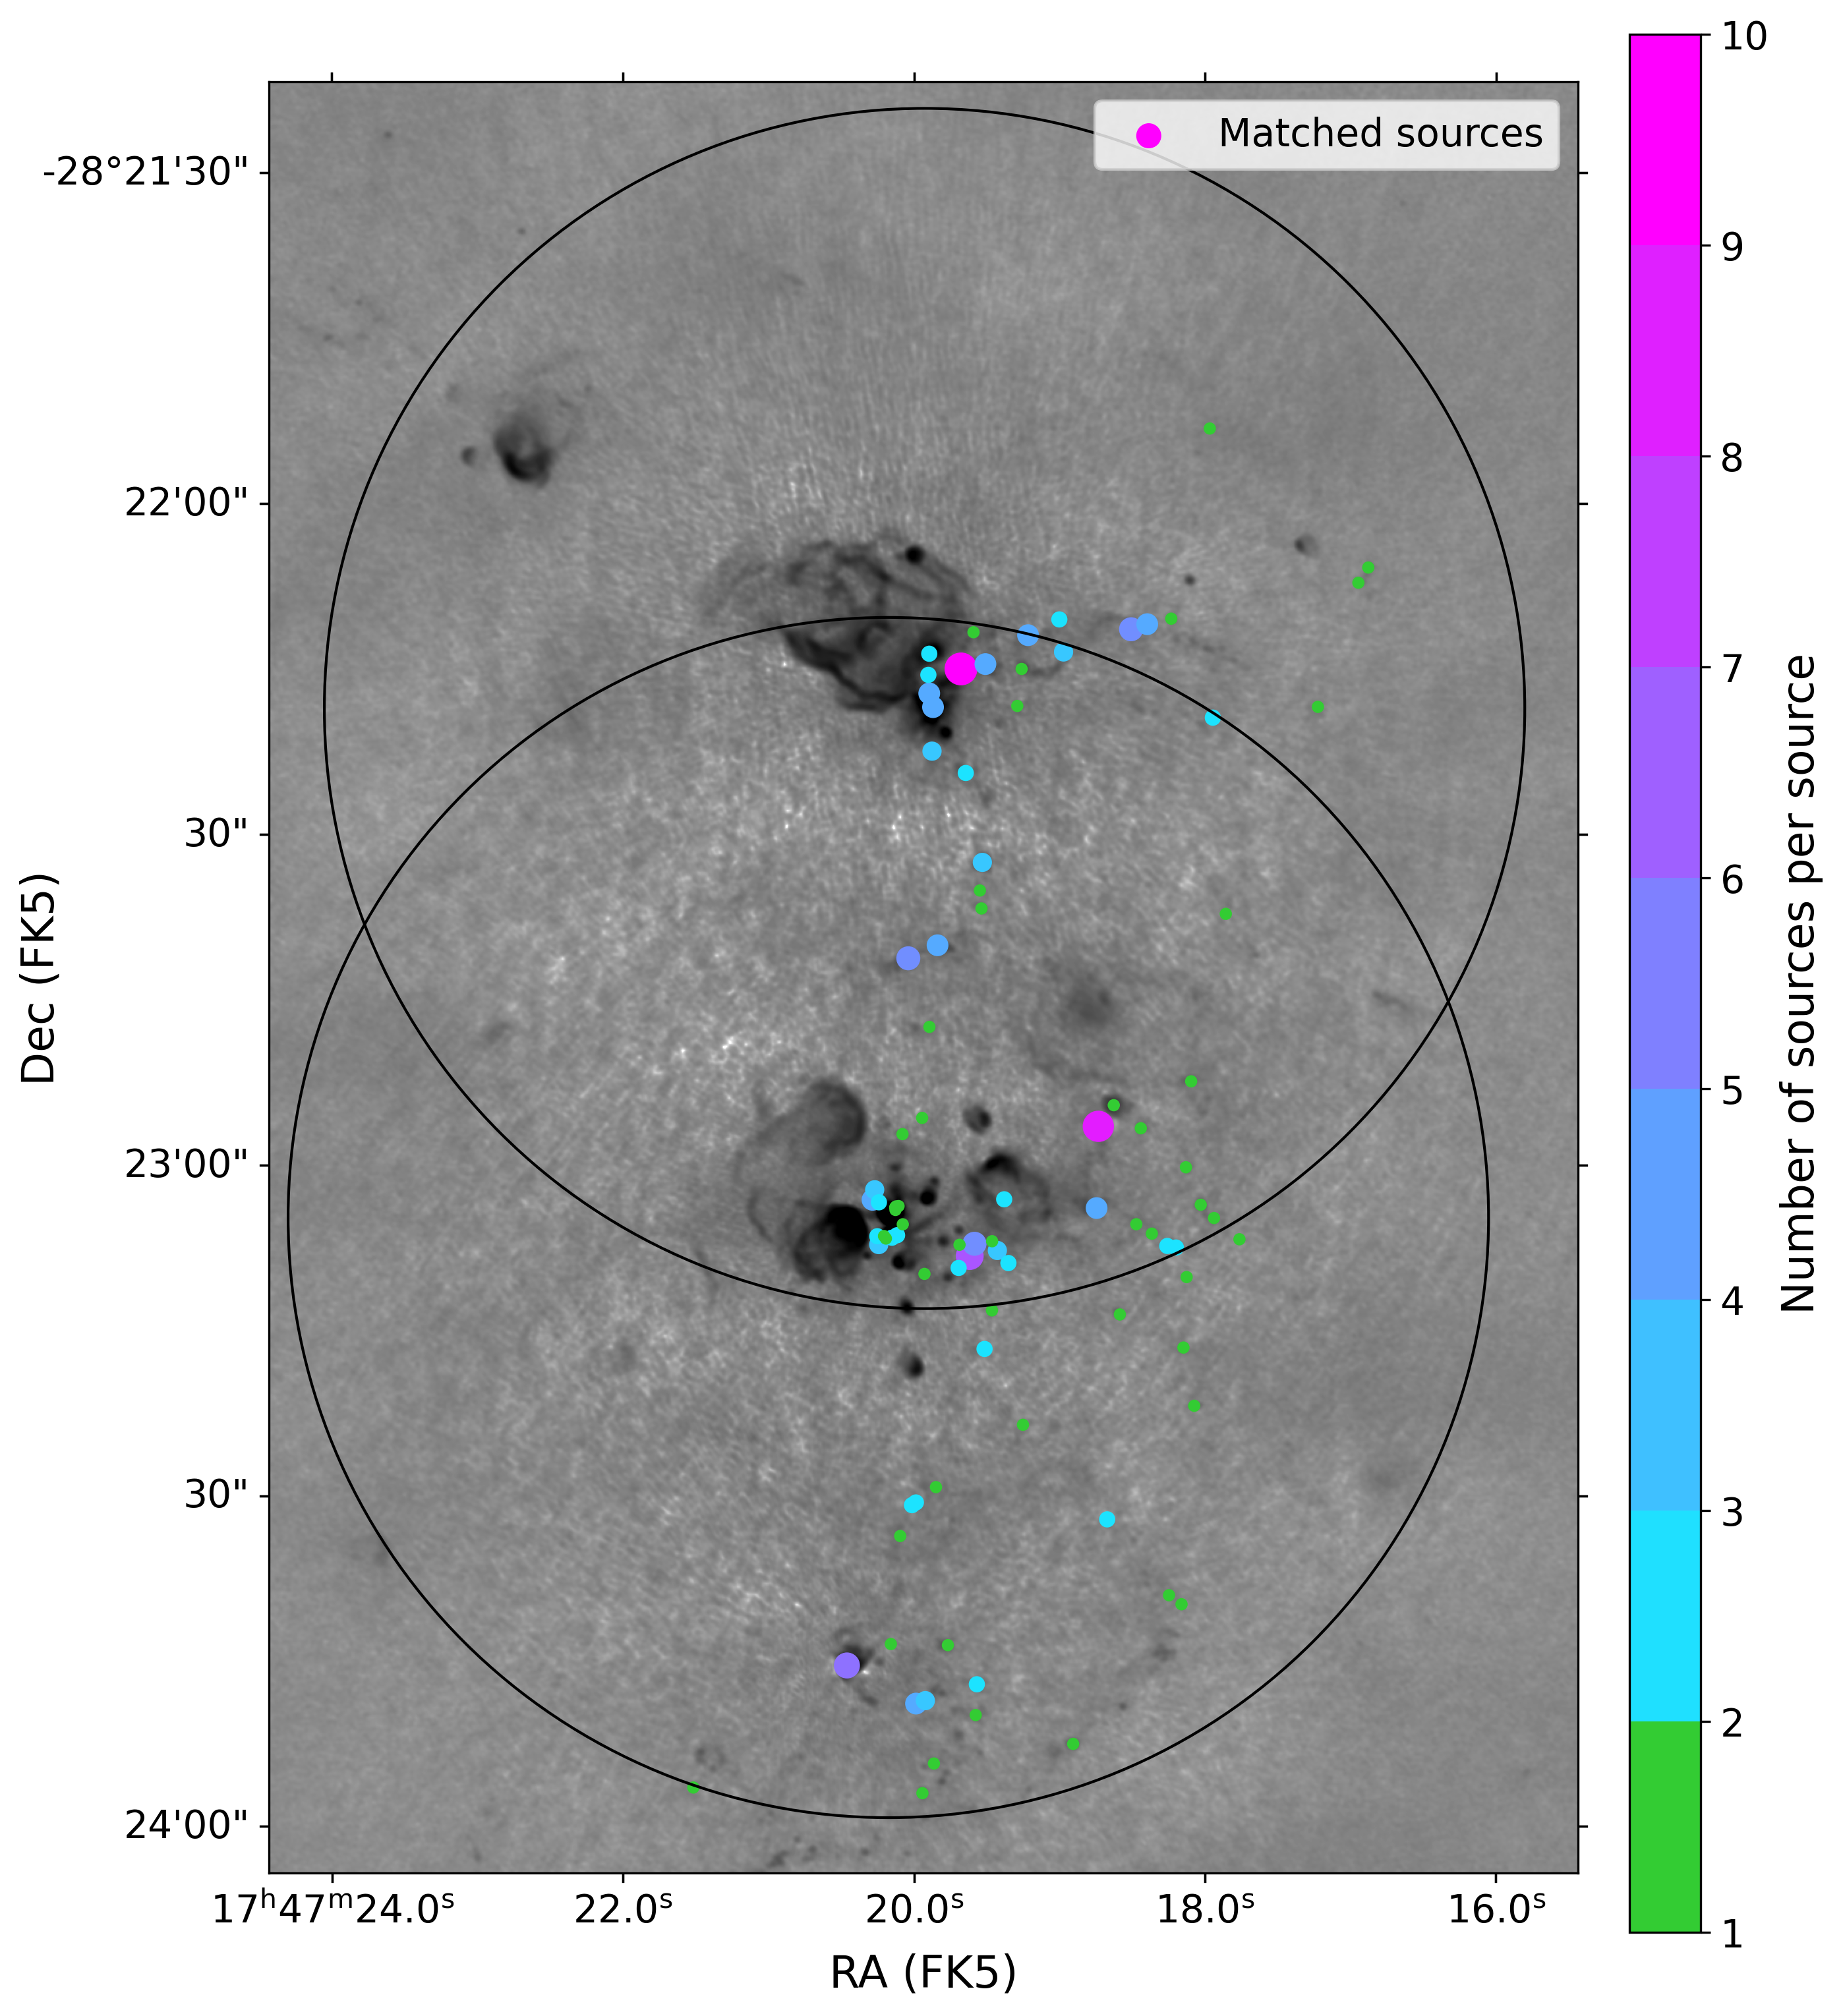 Matched sources
-28°21'30"
22'00"
30"
23'00"
30"
24'00"
Dec (FK5)
17ʰ47ᵐ24.0ˢ
22.0ˢ
20.0ˢ
18.0ˢ
16.0ˢ
RA (FK5)
10
9
8
7
6
5
4
3
2
1
Number of sources per source